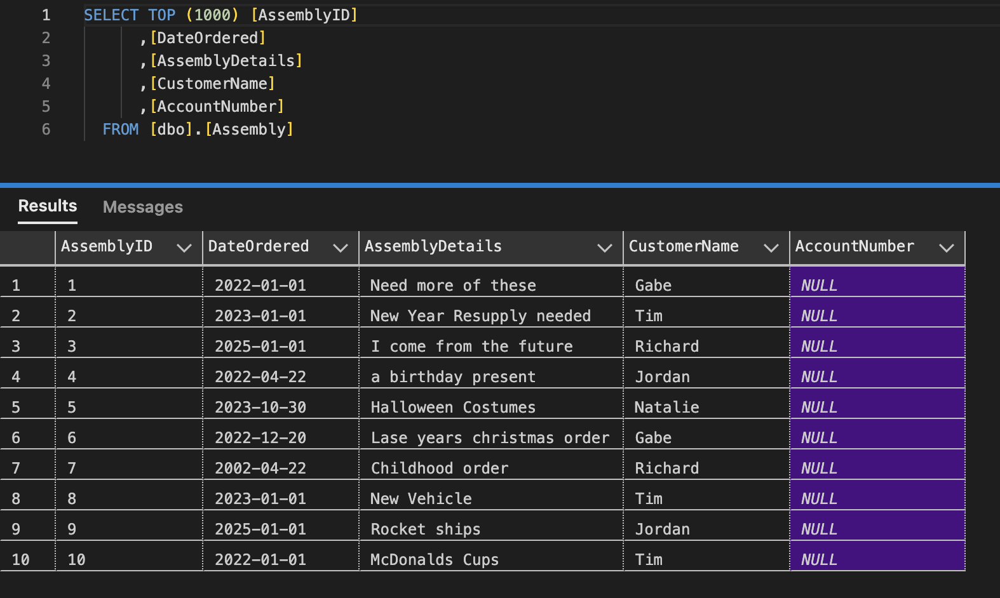 1 SELECT TOP (1000) [AssemblyID]
2 ,[DateOrdered]
3 ,[AssemblyDetails]
4 ,[CustomerName]
5 ,[AccountNumber]
6 FROM [dbo].[Assembly]
Results Messages
AssemblyID DateOrdered AssemblyDetails CustomerName AccountNumber
1 1 2022-01-01 Need more of these Gabe NULL
2 2 2023-01-01 New Year Resupply needed Tim NULL
3 3 2025-01-01 I come from the future Richard NULL
4 4 2022-04-22 a birthday present Jordan NULL
5 5 2023-10-30 Halloween Costumes Natalie NULL
6 6 2022-12-20 Lase years christmas order Gabe NULL
7 7 2002-04-22 Childhood order Richard NULL
8 8 2023-01-01 New Vehicle Tim NULL
9 9 2025-01-01 Rocket ships Jordan NULL
10 10 2022-01-01 McDonalds Cups Tim NULL